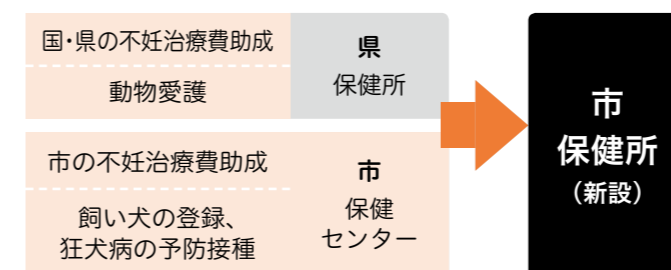 国・県の不妊治療費助成
動物愛護
県
保健所
市の不妊治療費助成
飼い犬の登録、
狂犬病の予防接種
市
保健
センター
市
保健所
（新設）